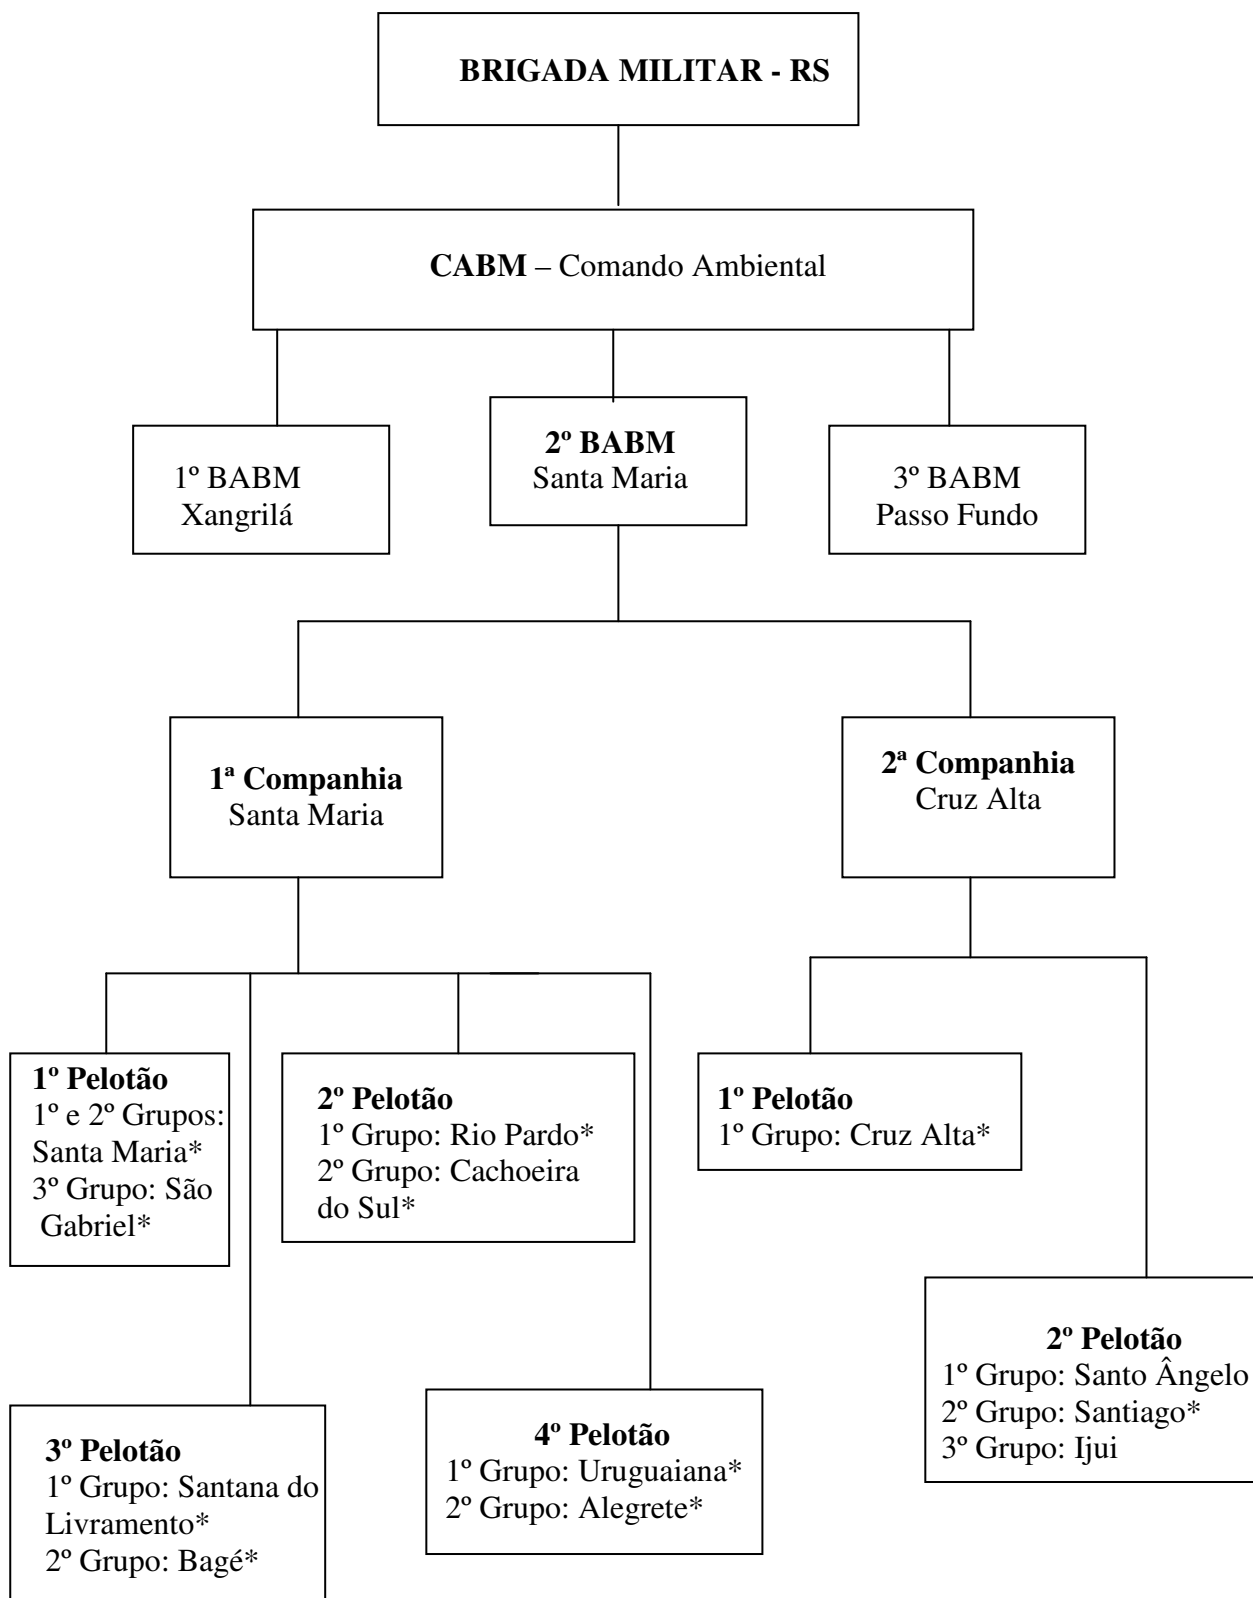 BRIGADA MILITAR - RS
CABM – Comando Ambiental
1º BABM
Xangrilá
2º BABM
Santa Maria
3º BABM
Passo Fundo
1ª Companhia
Santa Maria
2ª Companhia
Cruz Alta
1º Pelotão
1º e 2º Grupos:
Santa Maria*
3º Grupo: São
Gabriel*
2º Pelotão
1º Grupo: Rio Pardo*
2º Grupo: Cachoeira
do Sul*
1º Pelotão
1º Grupo: Cruz Alta*
2º Pelotão
1º Grupo: Santo Ângelo
2º Grupo: Santiago*
3º Grupo: Ijui
3º Pelotão
1º Grupo: Santana do
Livramento*
2º Grupo: Bagé*
4º Pelotão
1º Grupo: Uruguaiana*
2º Grupo: Alegrete*